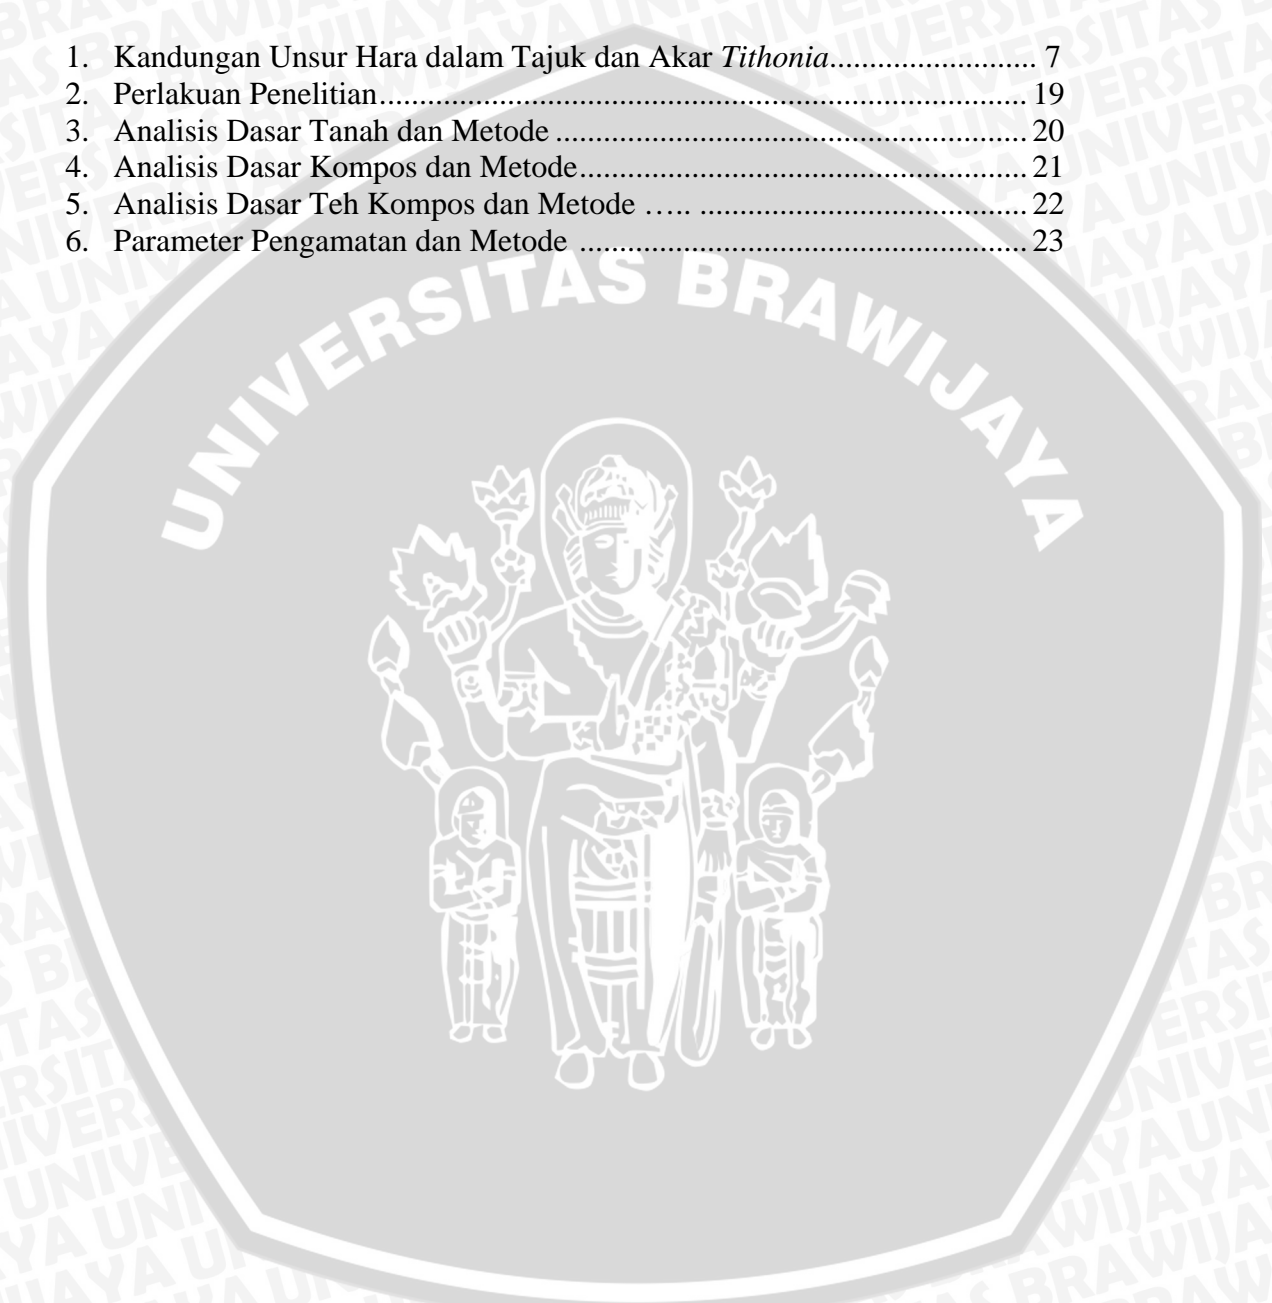 1. Kandungan Unsur Hara dalam Tajuk dan Akar Tithonia......................... 7
2. Perlakuan Penelitian.................................................................... 19
3. Analisis Dasar Tanah dan Metode .................................................. 20
4. Analisis Dasar Kompos dan Metode............................................... 21
5. Analisis Dasar Teh Kompos dan Metode ….. ................................... 22
6. Parameter Pengamatan dan Metode ............................................... 23
UNIVERSITAS BRAWIJAYA